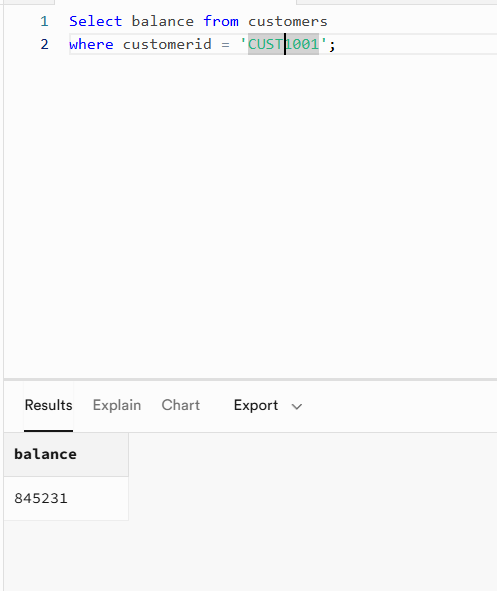 1 Select balance from customers
2 where customerid = 'CUST1001';
Results Explain Chart Export
balance
845231